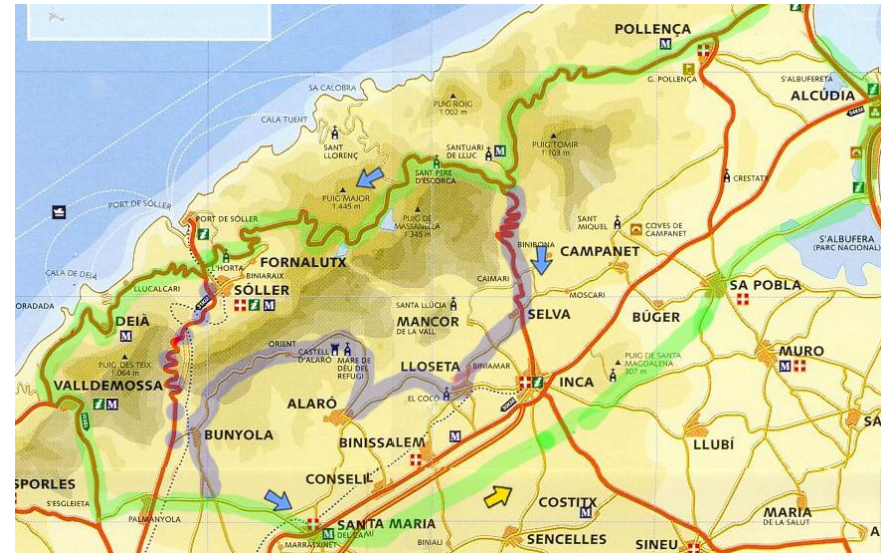 POLLENÇA
SA CALOBRA
G. POLLENÇA
S'ALBUFERETA
PUIG ROIG
1.002 m
ALCÚDIA
CALA TUENT
SANT
LLORENÇ
SANTUARI
DE LLUC
PUIG TOMIR
1.103 m
SANT PERE
D'ESCORCA
CRESTATX
PUIG MAJOR
1.445 m
PORT DE SÓLLER
PORT DE SÓLLER
PUIG DE
MASSANELLA
1.345 m
SANT
MIQUEL
COVES DE
CAMPANET
BINIBONA
S'ALBUFERA
(PARC NACIONAL)
CAMPANET
L'HORTA
FORNALUTX
BINIARAIX
CALA DE DEIÀ
CAIMARI
LLUCALCARI
SÓLLER
MOSCARI
SA POBLA
ORADADA
SANTA LLÚCIA
MANCOR
DE LA VALL
SELVA
BÚGER
DEIÀ
ORIENT
CASTELL
D'ALARÓ
MARE DE
DÉU DEL
REFUGI
MURO
PUIG DES TEIX
1.064 m
LLOSETA
BINIAMAR
PUIG DE SANTA
MAGDALENA
307 m
VALLDEMOSSA
INCA
EL COCÓ
ALARÓ
SA
BUNYOLA
BINISSALEM
LLUBÍ
SPORLES
CONSELL
S'ESGLEIETA
COSTITX
MARIA
DE LA SALUT
PALMANYOLA
SANTA MARIA
DEL CAMÍ
MARRATXINET
BINIALI
SENCELLES
SINEU
A